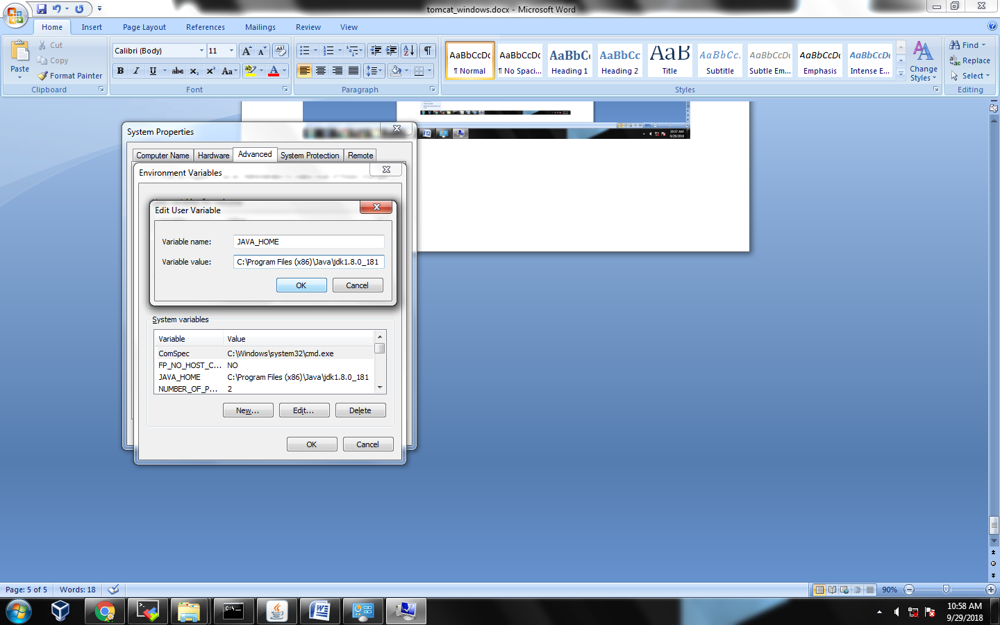 tomcat_windows.docx - Microsoft Word
Home Insert Page Layout References Mailings Review View
Paste
Cut
Copy
Format Painter
Clipboard
Calibri (Body) 11
Font
Paragraph
AaBbCcDc AaBbCcDc AaBbCc AaBbCc AaB AaBbCc. AaBbCcDc AaBbCcDc AaBbCcDc
¶ Normal ¶ No Spaci... Heading 1 Heading 2 Title Subtitle Subtle Em... Emphasis Intense E...
Change Styles
Styles
Find
Replace
Select
Editing
10:57 AM
9/29/2018
System Properties
Computer Name Hardware Advanced System Protection Remote
Environment Variables
Edit User Variable
Variable name: JAVA_HOME
Variable value: C:\Program Files (x86)\Java\jdk1.8.0_181
OK Cancel
System variables
Variable Value
ComSpec C:\Windows\system32\cmd.exe
FP_NO_HOST_C... NO
JAVA_HOME C:\Program Files (x86)\Java\jdk1.8.0_181
NUMBER_OF_P... 2
New... Edit... Delete
OK Cancel
Page: 5 of 5 Words: 18 90%
10:58 AM
9/29/2018